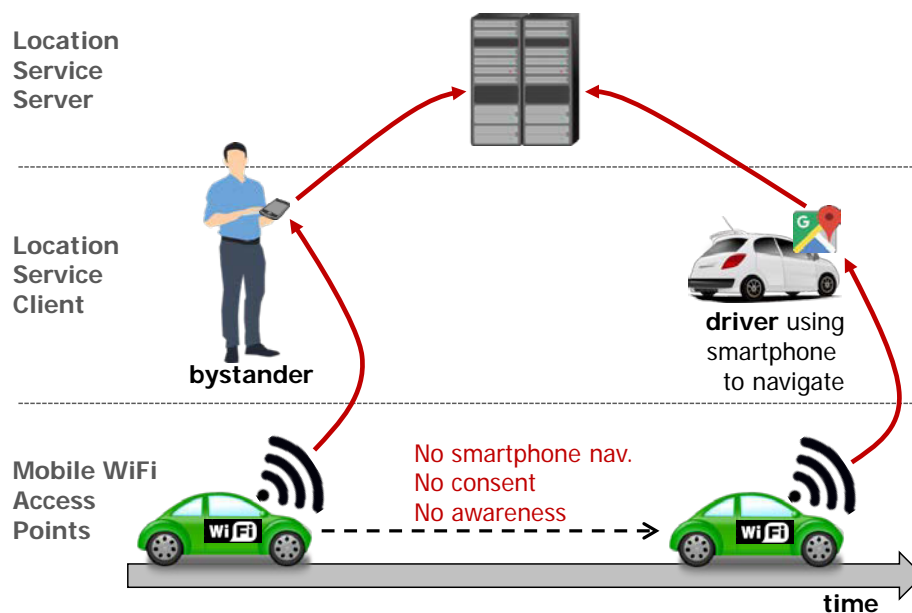 Location
Service
Server
Location
Service
Client
bystander
G
driver using
smartphone
to navigate
Mobile WiFi
Access
Points
No smartphone nav.
No consent
No awareness
WiFi
WiFi
time